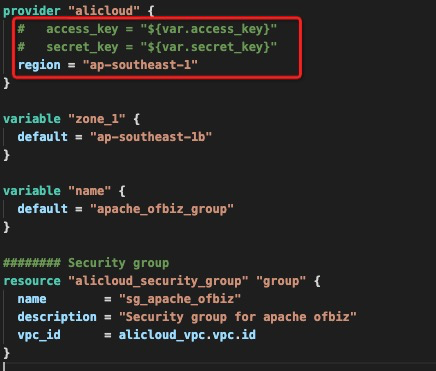 provider "alicloud" {
  #   access_key = "${var.access_key}"
  #   secret_key = "${var.secret_key}"
  region = "ap-southeast-1"
}

variable "zone_1" {
  default = "ap-southeast-1b"
}

variable "name" {
  default = "apache_ofbiz_group"
}

######## Security group
resource "alicloud_security_group" "group" {
  name        = "sg_apache_ofbiz"
  description = "Security group for apache ofbiz"
  vpc_id      = alicloud_vpc.vpc.id
}